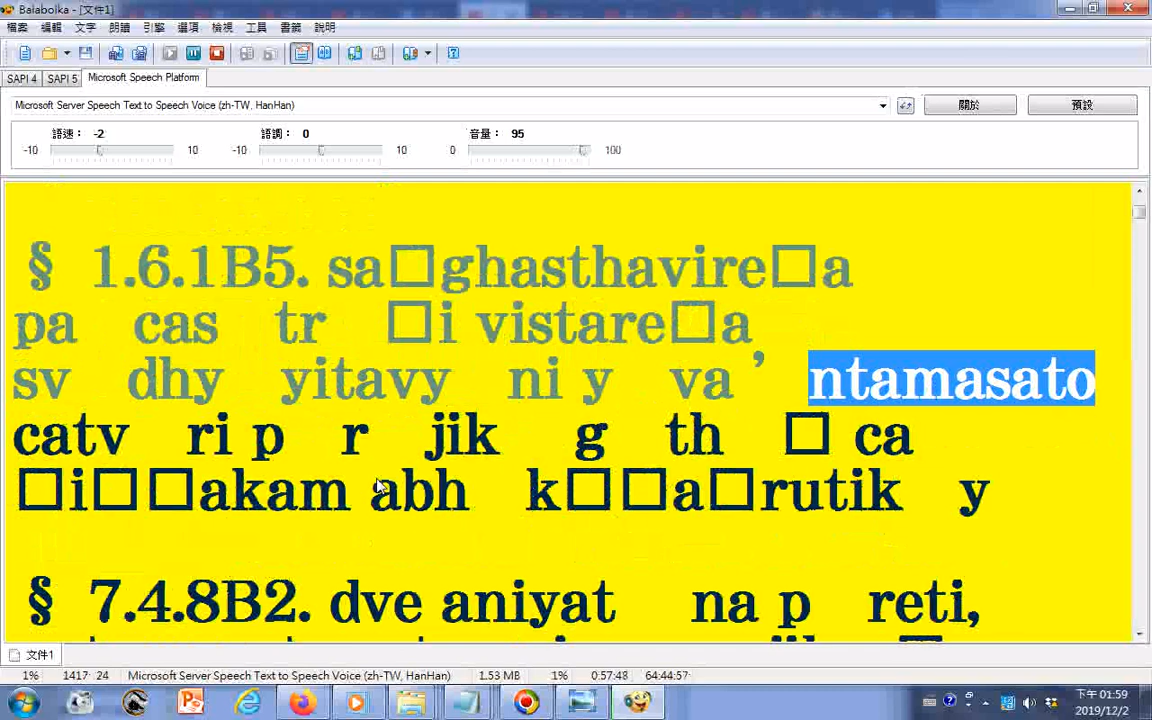 Balabolka - [文件1]
檔案 編輯 文字 朗讀 引擎 選項 檢視 工具 書籤 說明
SAPI 4 SAPI 5 Microsoft Speech Platform
Microsoft Server Speech Text to Speech Voice (zh-TW, HanHan) 關於 預設
語速： -2 語調： 0 音量： 95
-10 10 -10 10 0 100
§ 1.6.1B5. sa□ghasthavire□a
pa cas tr □i vistare□a
sv dhy yitavy ni y va’ ntamasato
catv ri p r jik g th □ ca
□i□□akam abh k□□a□rutik y
§ 7.4.8B2. dve aniyat na p reti,
文件1
1% 1417: 24 Microsoft Server Speech Text to Speech Voice (zh-TW, HanHan) 1.53 MB 1% 0:57:48 64:44:57
下午 01:59
2019/12/2